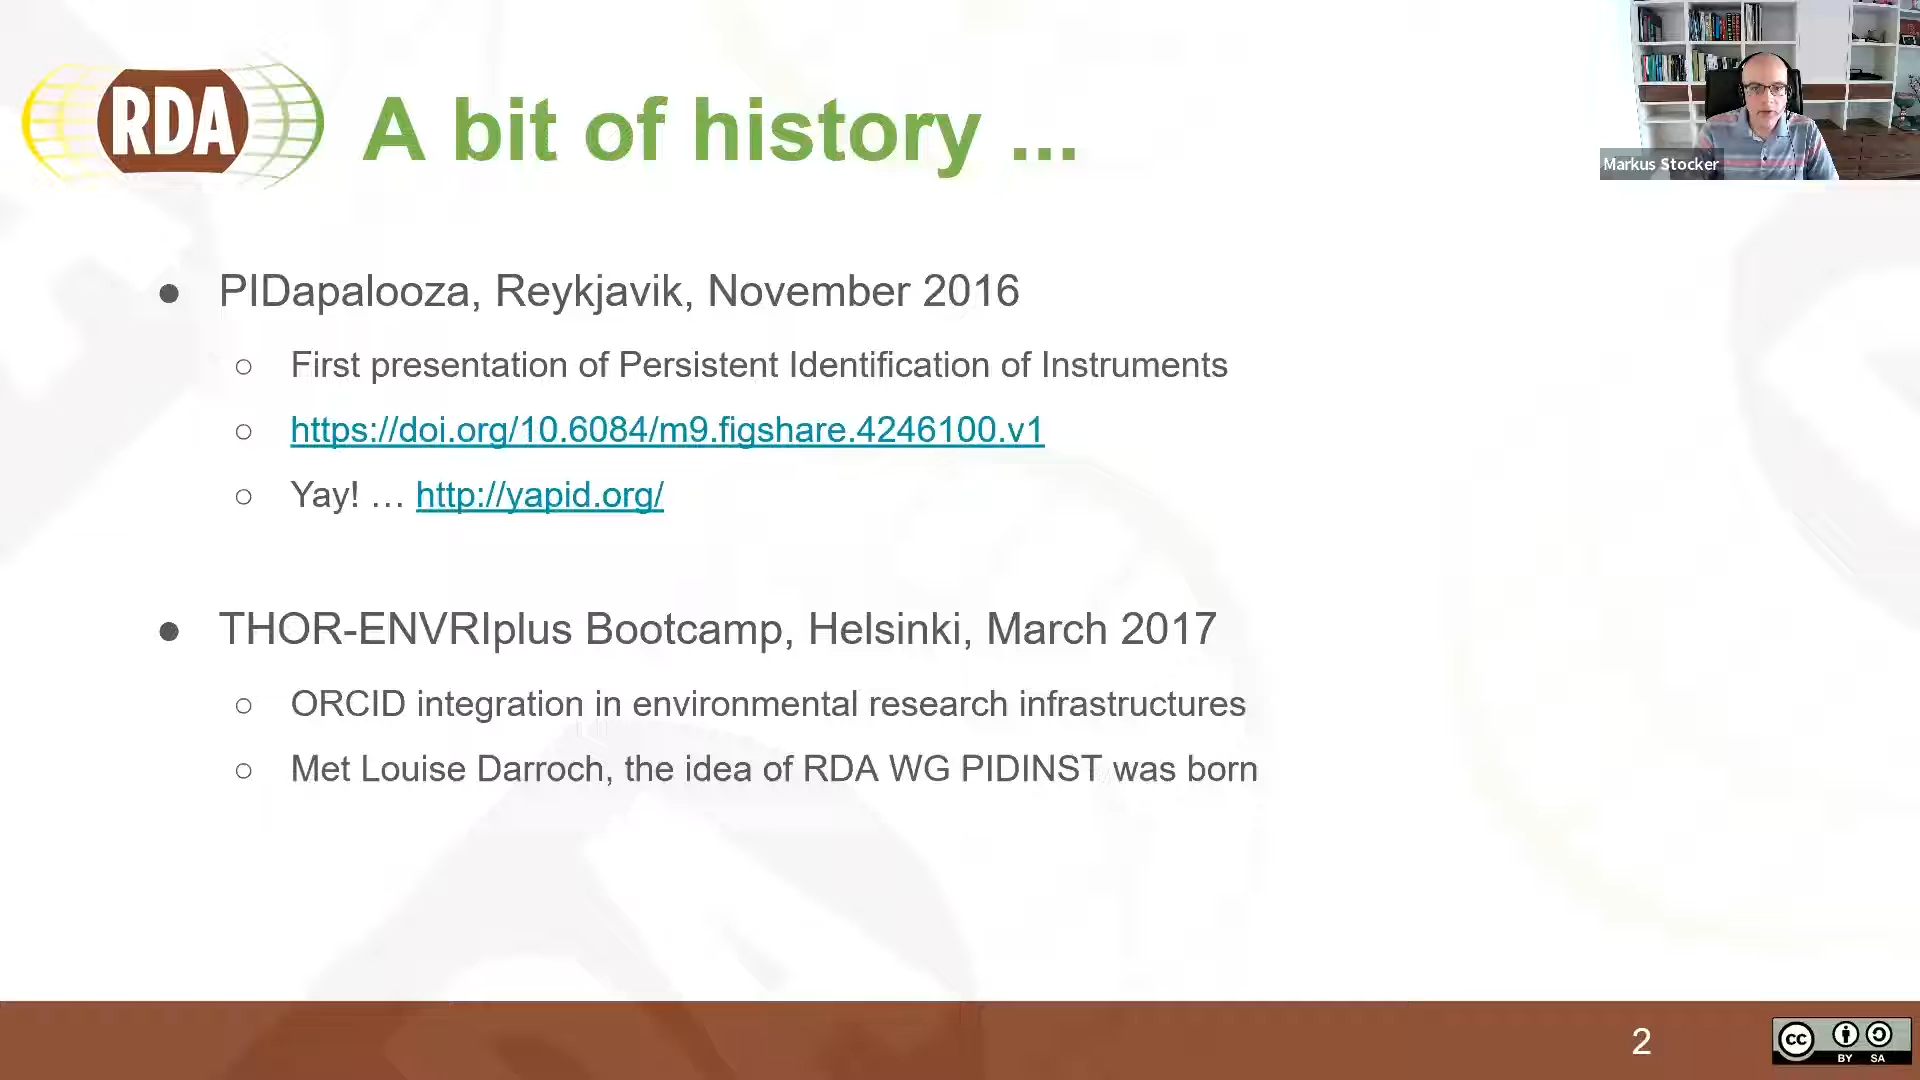 RDA
A bit of history ...
Markus Stocker
● PIDapalooza, Reykjavik, November 2016
○ First presentation of Persistent Identification of Instruments
○ https://doi.org/10.6084/m9.figshare.4246100.v1
○ Yay! … http://yapid.org/
● THOR-ENVRIplus Bootcamp, Helsinki, March 2017
○ ORCID integration in environmental research infrastructures
○ Met Louise Darroch, the idea of RDA WG PIDINST was born
2
cc
BY SA